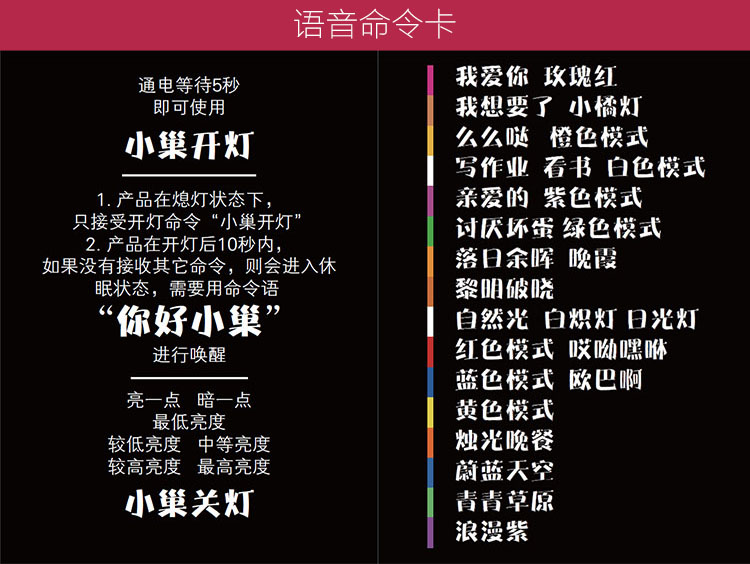 语音命令卡
通电等待5秒
即可使用
小巢开灯
1. 产品在熄灯状态下，
只接受开灯命令“小巢开灯”
2. 产品在开灯后10秒内，
如果没有接收其它命令，则会进入休
眠状态，需要用命令语
“你好小巢”
进行唤醒
亮一点 暗一点
最低亮度
较低亮度 中等亮度
较高亮度 最高亮度
小巢关灯
我爱你 玫瑰红
我想要了 小橘灯
么么哒 橙色模式
写作业 看书 白色模式
亲爱的 紫色模式
讨厌坏蛋 绿色模式
落日余晖 晚霞
黎明破晓
自然光 白炽灯 日光灯
红色模式 哎呦嘿咻
蓝色模式 欧巴啊
黄色模式
烛光晚餐
蔚蓝天空
青青草原
浪漫紫